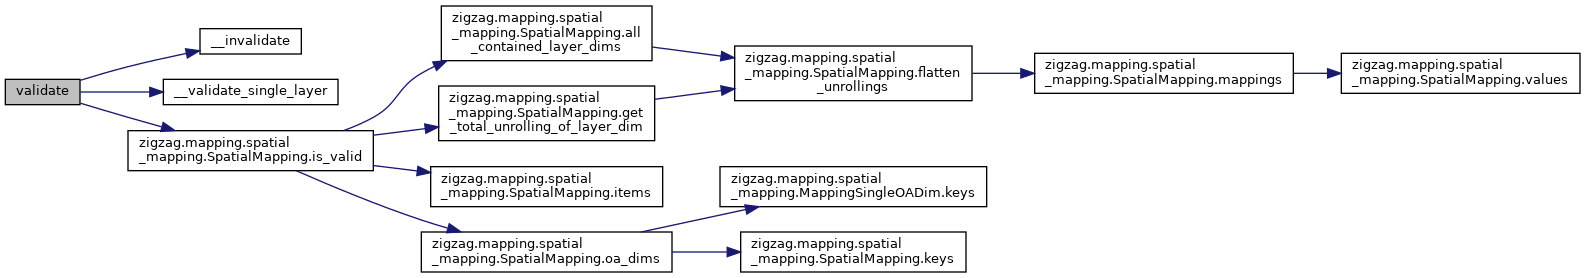 validate
__invalidate
__validate_single_layer
zigzag.mapping.spatial
_mapping.SpatialMapping.is_valid
zigzag.mapping.spatial
_mapping.SpatialMapping.all
_contained_layer_dims
zigzag.mapping.spatial
_mapping.SpatialMapping.get
_total_unrolling_of_layer_dim
zigzag.mapping.spatial
_mapping.SpatialMapping.items
zigzag.mapping.spatial
_mapping.SpatialMapping.oa_dims
zigzag.mapping.spatial
_mapping.SpatialMapping.flatten
_unrollings
zigzag.mapping.spatial
_mapping.MappingSingleOADim.keys
zigzag.mapping.spatial
_mapping.SpatialMapping.keys
zigzag.mapping.spatial
_mapping.SpatialMapping.mappings
zigzag.mapping.spatial
_mapping.SpatialMapping.values